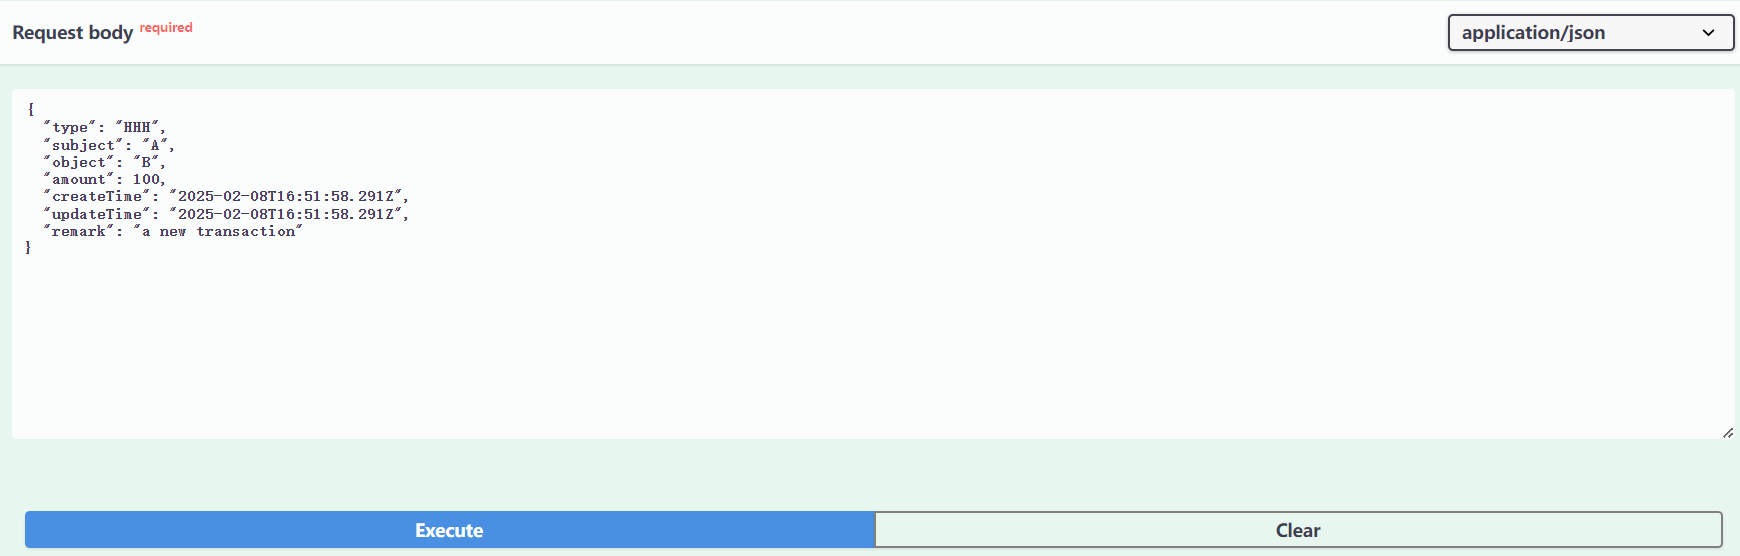 Request body required
application/json
{
"type": "HHH",
"subject": "A",
"object": "B",
"amount": 100,
"createTime": "2025-02-08T16:51:58.291Z",
"updateTime": "2025-02-08T16:51:58.291Z",
"remark": "a new transaction"
}
Execute
Clear